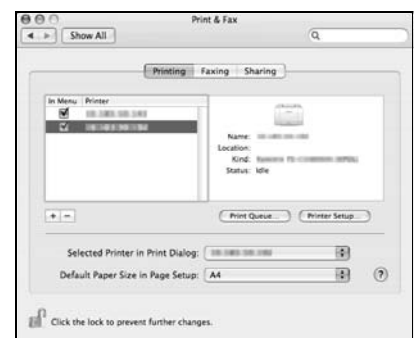 Print & Fax
Show All
Printing Faxing Sharing
In Menu Printer
Name:
Location:
Kind:
Status: Idle
+ −
Print Queue... Printer Setup...
Selected Printer in Print Dialog:
Default Paper Size in Page Setup: A4 ?
Click the lock to prevent further changes.